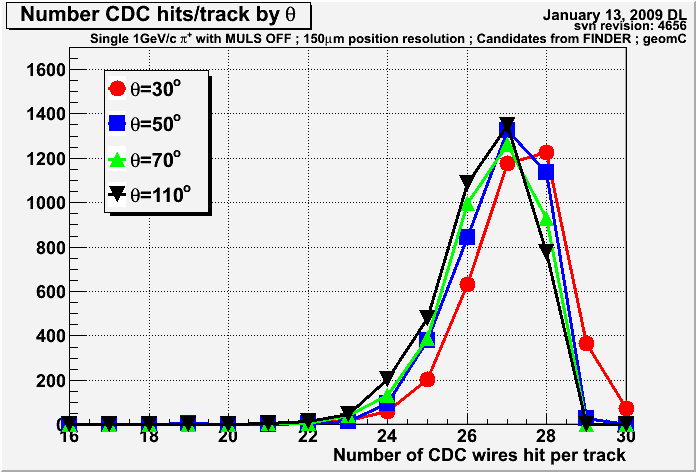 Number CDC hits/track by θ
January 13, 2009 DL
svn revision: 4656
Single 1GeV/c π⁺ with MULS OFF ; 150μm position resolution ; Candidates from FINDER ; geomC
1600
1400
1200
1000
800
600
400
200
0
θ=30°
θ=50°
θ=70°
θ=110°
16 18 20 22 24 26 28 30
Number of CDC wires hit per track